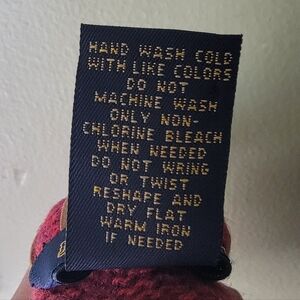 HAND WASH COLD
WITH LIKE COLORS
DO NOT
MACHINE WASH
ONLY NON-
CHLORINE BLEACH
WHEN NEEDED
DO NOT WRING
OR TWIST
RESHAPE AND
DRY FLAT
WARM IRON
IF NEEDED